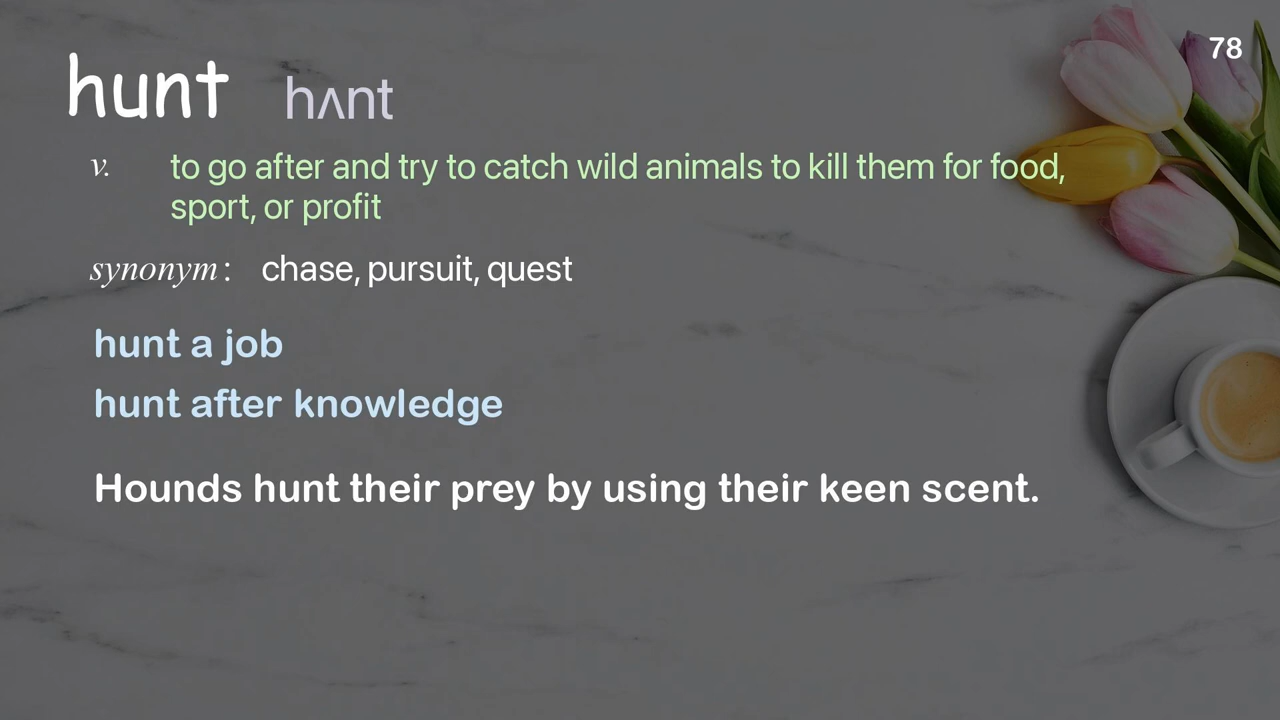 78
hunt hʌnt
v. to go after and try to catch wild animals to kill them for food,
sport, or profit
synonym: chase, pursuit, quest
hunt a job
hunt after knowledge
Hounds hunt their prey by using their keen scent.